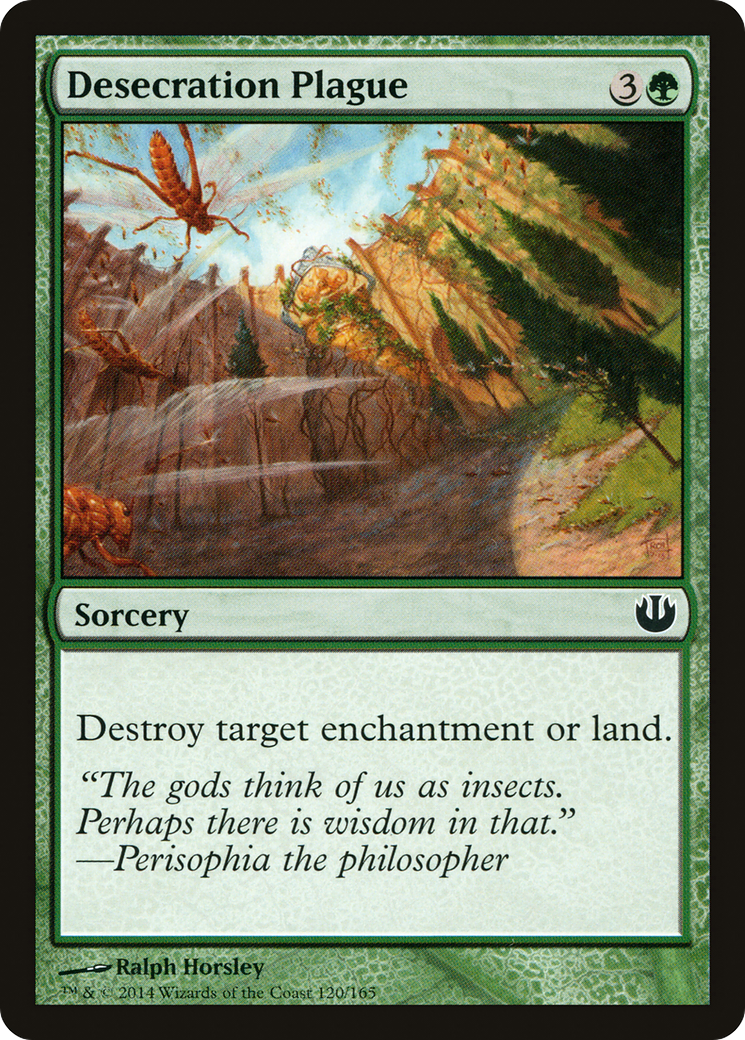 Desecration Plague 3
Sorcery
Destroy target enchantment or land.
“The gods think of us as insects.
Perhaps there is wisdom in that.”
—Perisophia the philosopher
Ralph Horsley
™ & © 2014 Wizards of the Coast 120/165